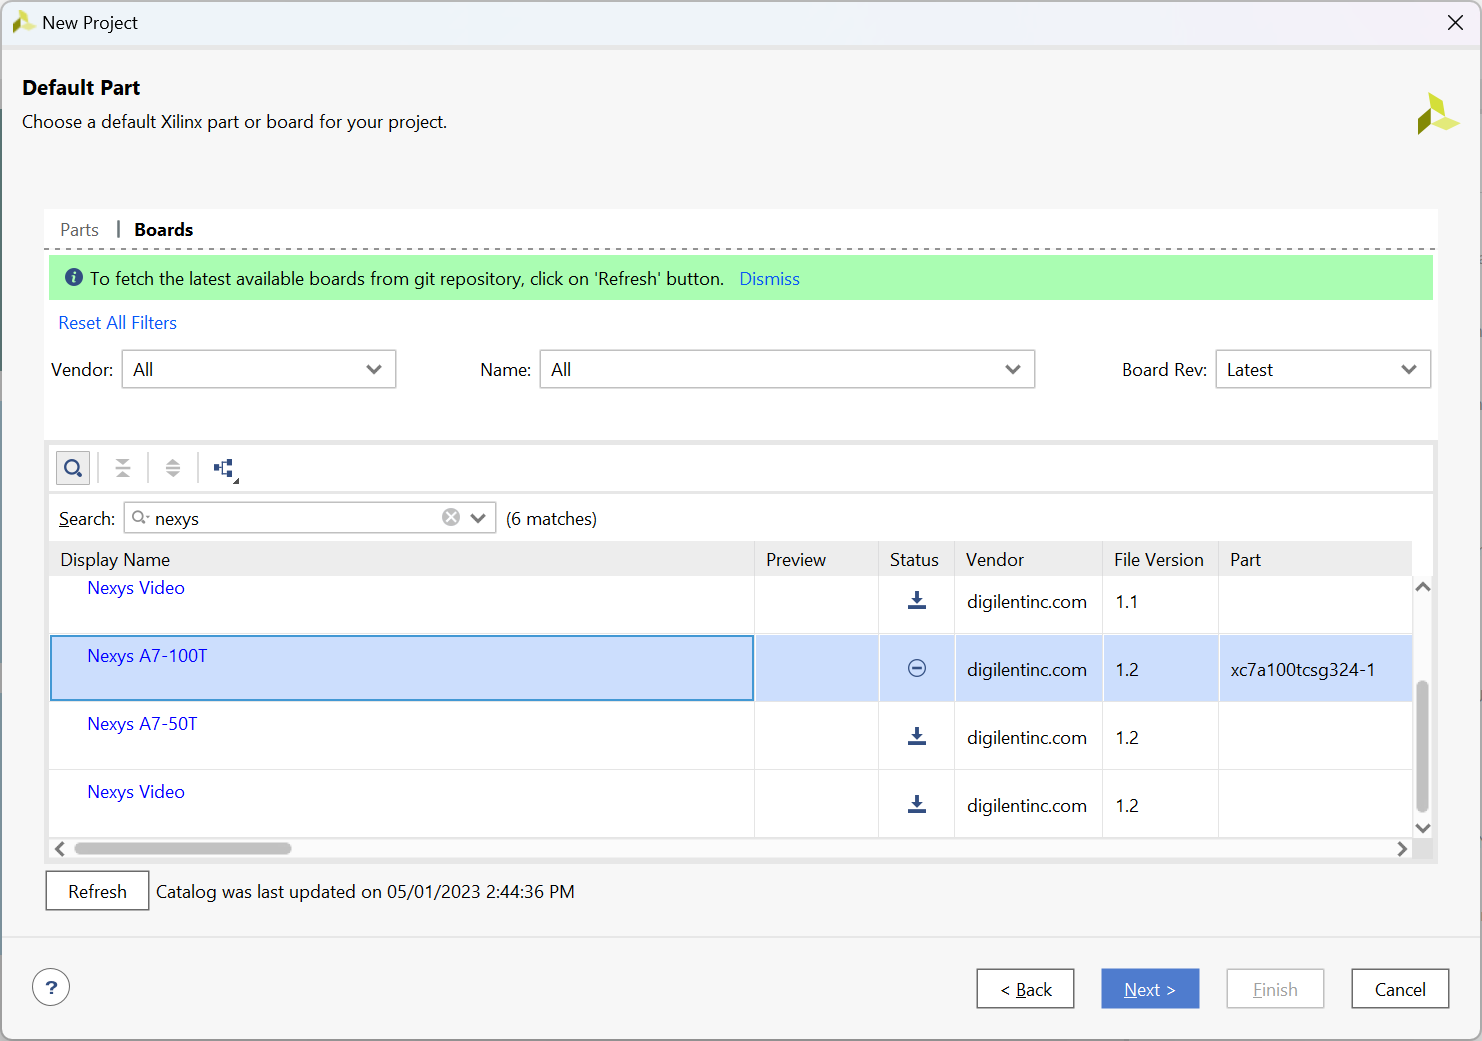 New Project
Default Part
Choose a default Xilinx part or board for your project.
Parts | Boards
To fetch the latest available boards from git repository, click on 'Refresh' button. Dismiss
Reset All Filters
Vendor: All Name: All Board Rev: Latest
Search: nexys (6 matches)
Display Name Preview Status Vendor File Version Part
Nexys Video digilentinc.com 1.1
Nexys A7-100T digilentinc.com 1.2 xc7a100tcsg324-1
Nexys A7-50T digilentinc.com 1.2
Nexys Video digilentinc.com 1.2
Refresh Catalog was last updated on 05/01/2023 2:44:36 PM
? < Back Next > Finish Cancel